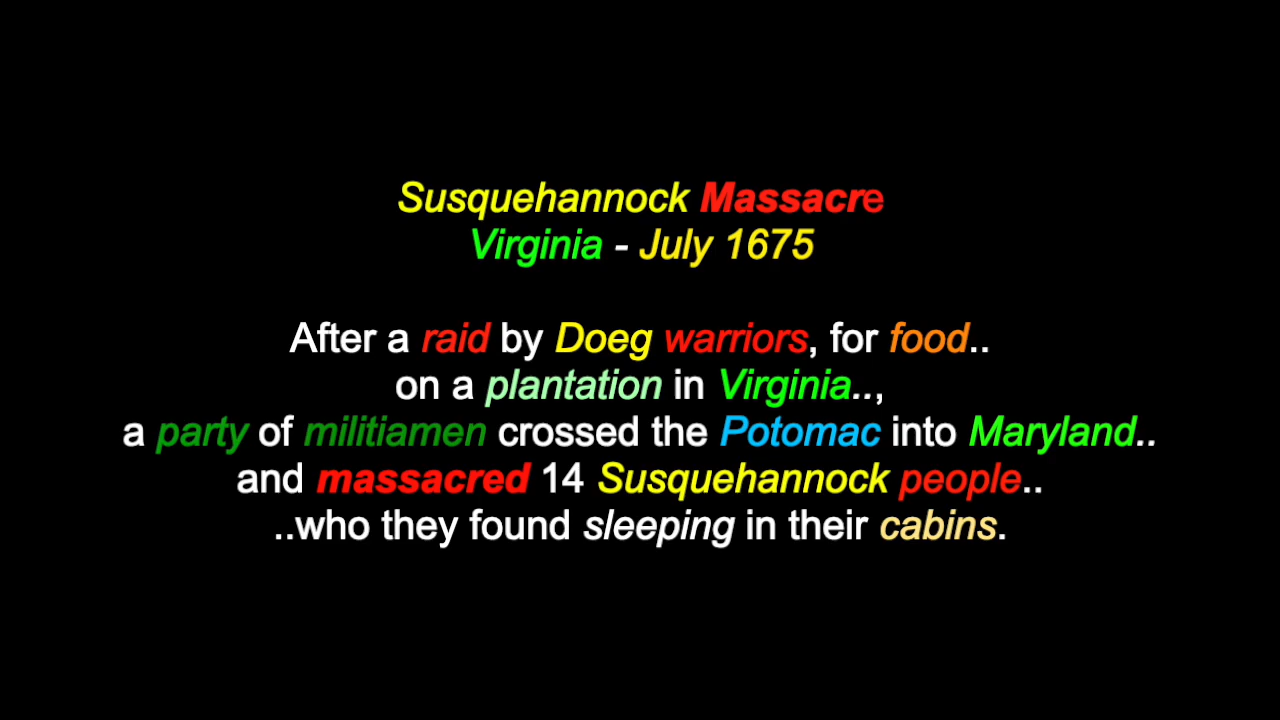 Susquehannock Massacre
Virginia - July 1675
After a raid by Doeg warriors, for food..
on a plantation in Virginia..,
a party of militiamen crossed the Potomac into Maryland..
and massacred 14 Susquehannock people..
..who they found sleeping in their cabins.